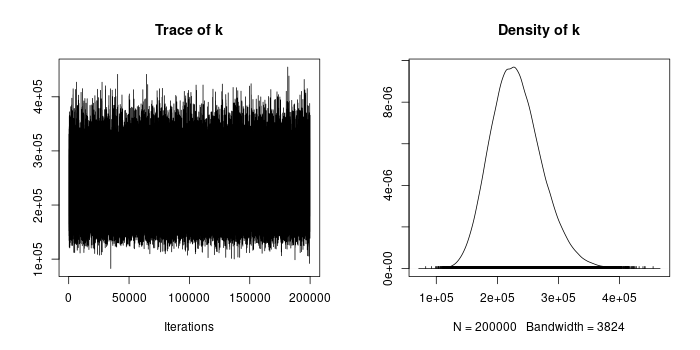 Trace of k
4e+05
3e+05
2e+05
1e+05
0 50000 100000 150000 200000
Iterations
Density of k
8e-06
4e-06
0e+00
1e+05 2e+05 3e+05 4e+05
N = 200000 Bandwidth = 3824